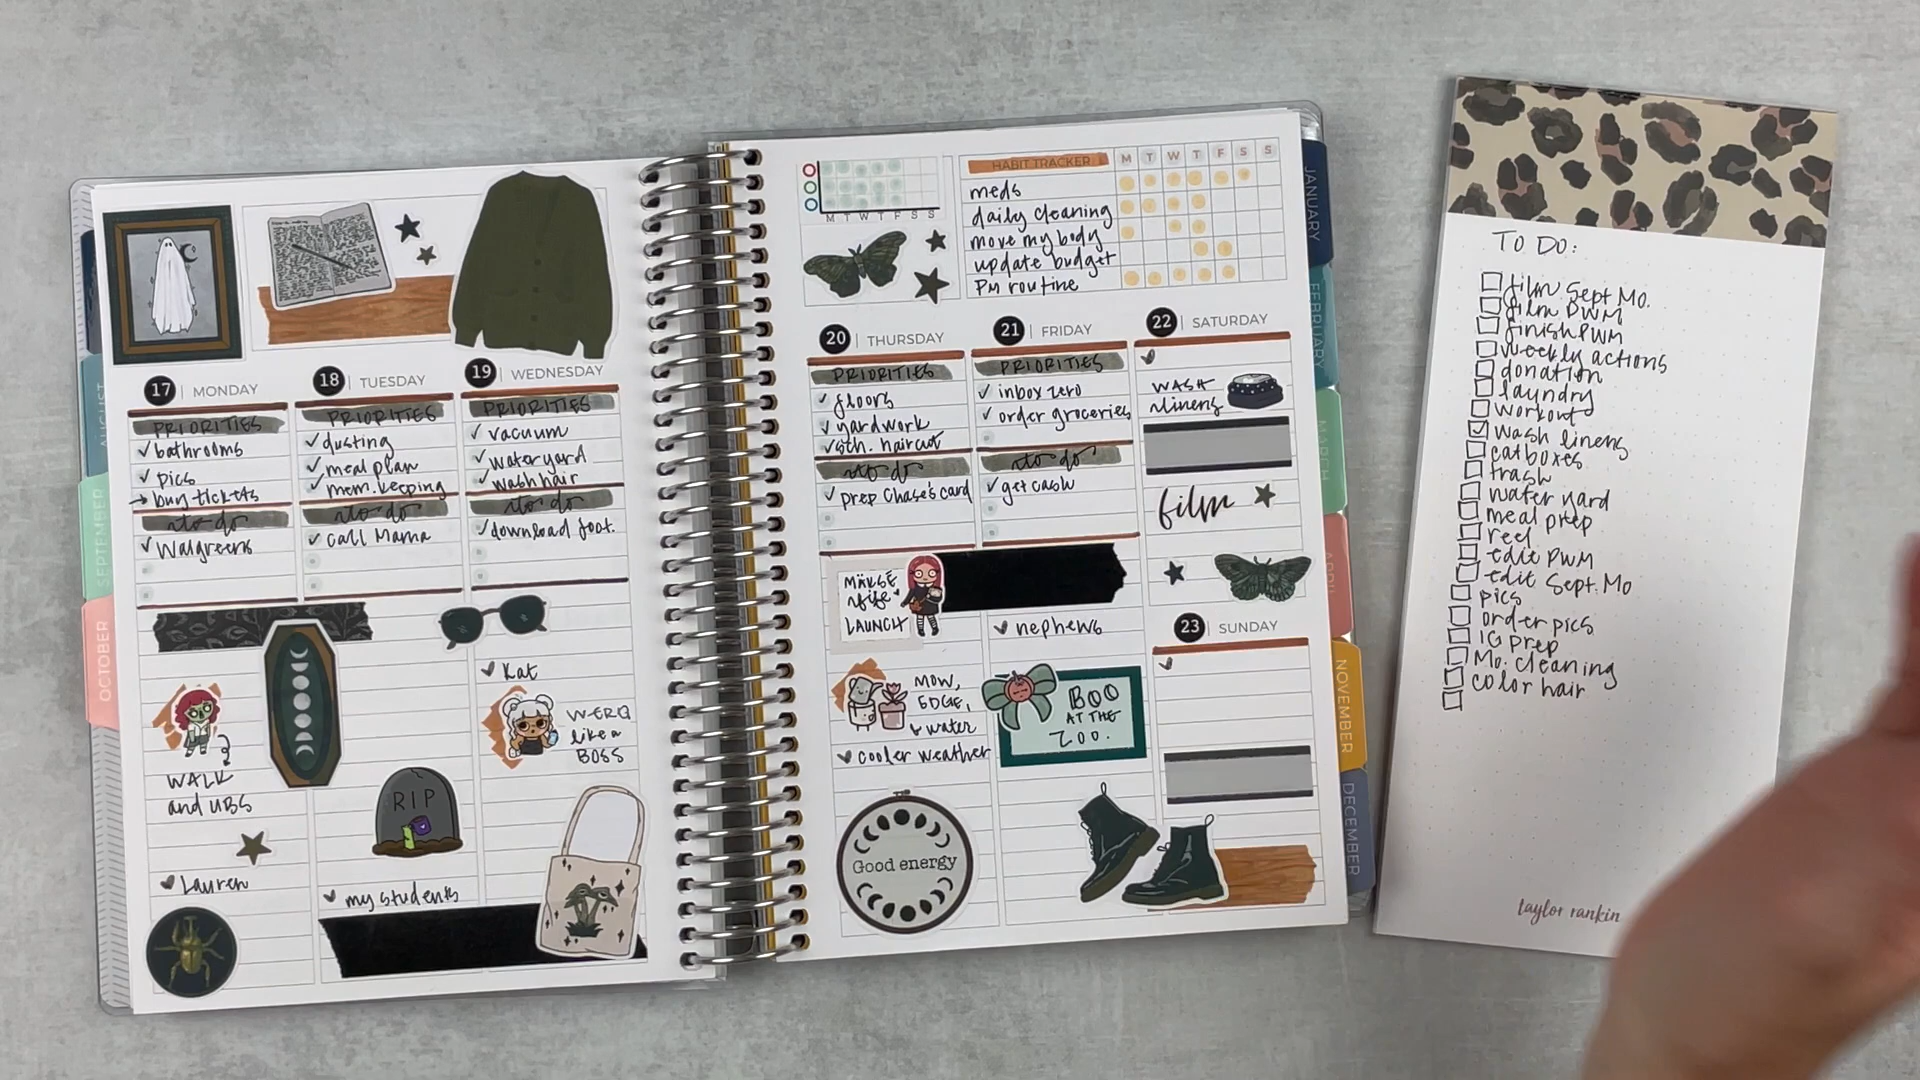 17 MONDAY
PRIORITIES
bathrooms
pics
buy tickets
to do
Walgreens
WALK
and UBS
Lauren
18 TUESDAY
PRIORITIES
dusting
meal plan
mem. keeping
to do
call Mama
RIP
my students
19 WEDNESDAY
PRIORITIES
vacuum
water yard
wash hair
to do
download foot.
Kat
WERQ
like a
BOSS
M T W T F S S
HABIT TRACKER M T W T F S S
meds
daily cleaning
move my body
update budget
PM routine
20 THURSDAY
PRIORITIES
floors
yardwork
sch. haircut
to do
prep Chase's card
MAKSE
life
LAUNCH
MOW,
EDGE,
& water
cooler weather
Good energy
21 FRIDAY
PRIORITIES
inbox zero
order groceries
to do
get cash
nephews
BOO
AT THE
ZOO.
22 SATURDAY
WASH
linens
film
23 SUNDAY
AUGUST
SEPTEMBER
OCTOBER
JANUARY
FEBRUARY
MARCH
APRIL
NOVEMBER
DECEMBER
TO DO:
film Sept Mo.
film PWM
finish PWM
weekly actions
donation
laundry
workout
wash linens
catboxes
trash
water yard
meal prep
reel
edit PWM
edit Sept. Mo
pics
order pics
IG prep
Mo. cleaning
color hair
taylor rankin